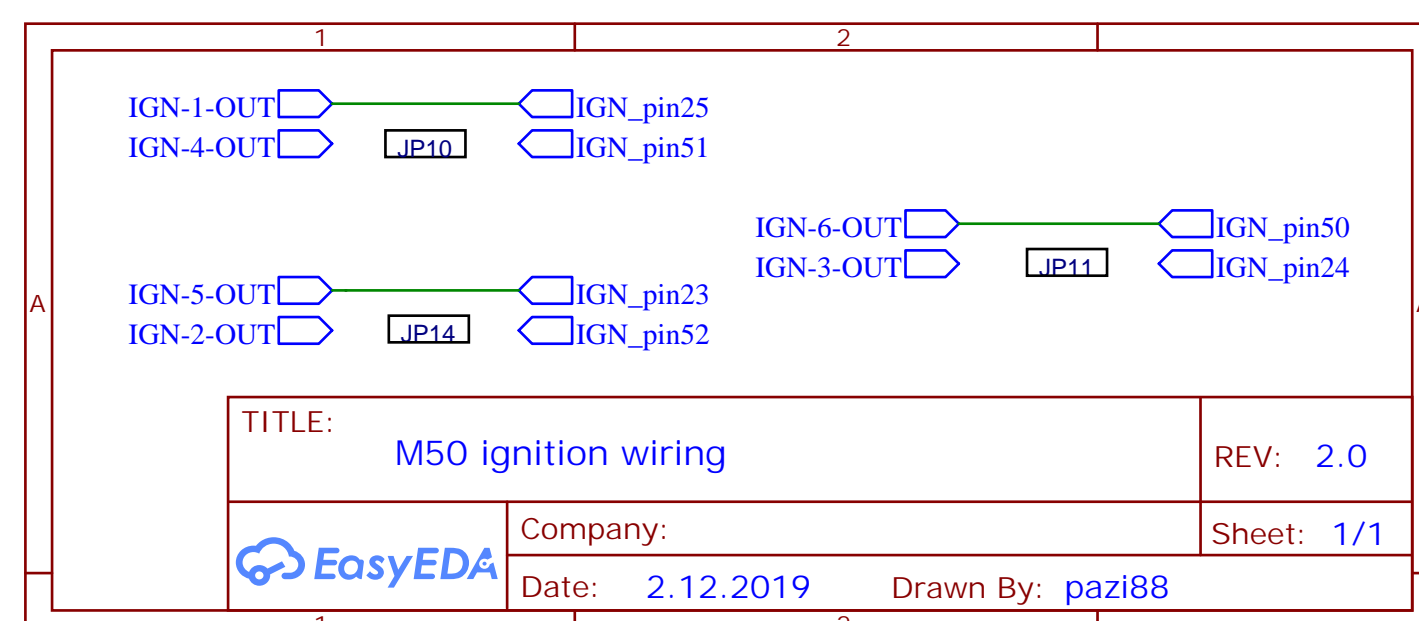 1 2
IGN-1-OUT IGN_pin25
IGN-4-OUT JP10 IGN_pin51
IGN-6-OUT IGN_pin50
IGN-3-OUT JP11 IGN_pin24
A
IGN-5-OUT IGN_pin23
IGN-2-OUT JP14 IGN_pin52
TITLE:
M50 ignition wiring
REV: 2.0
EasyEDA
Company:
Sheet: 1/1
Date: 2.12.2019 Drawn By: pazi88